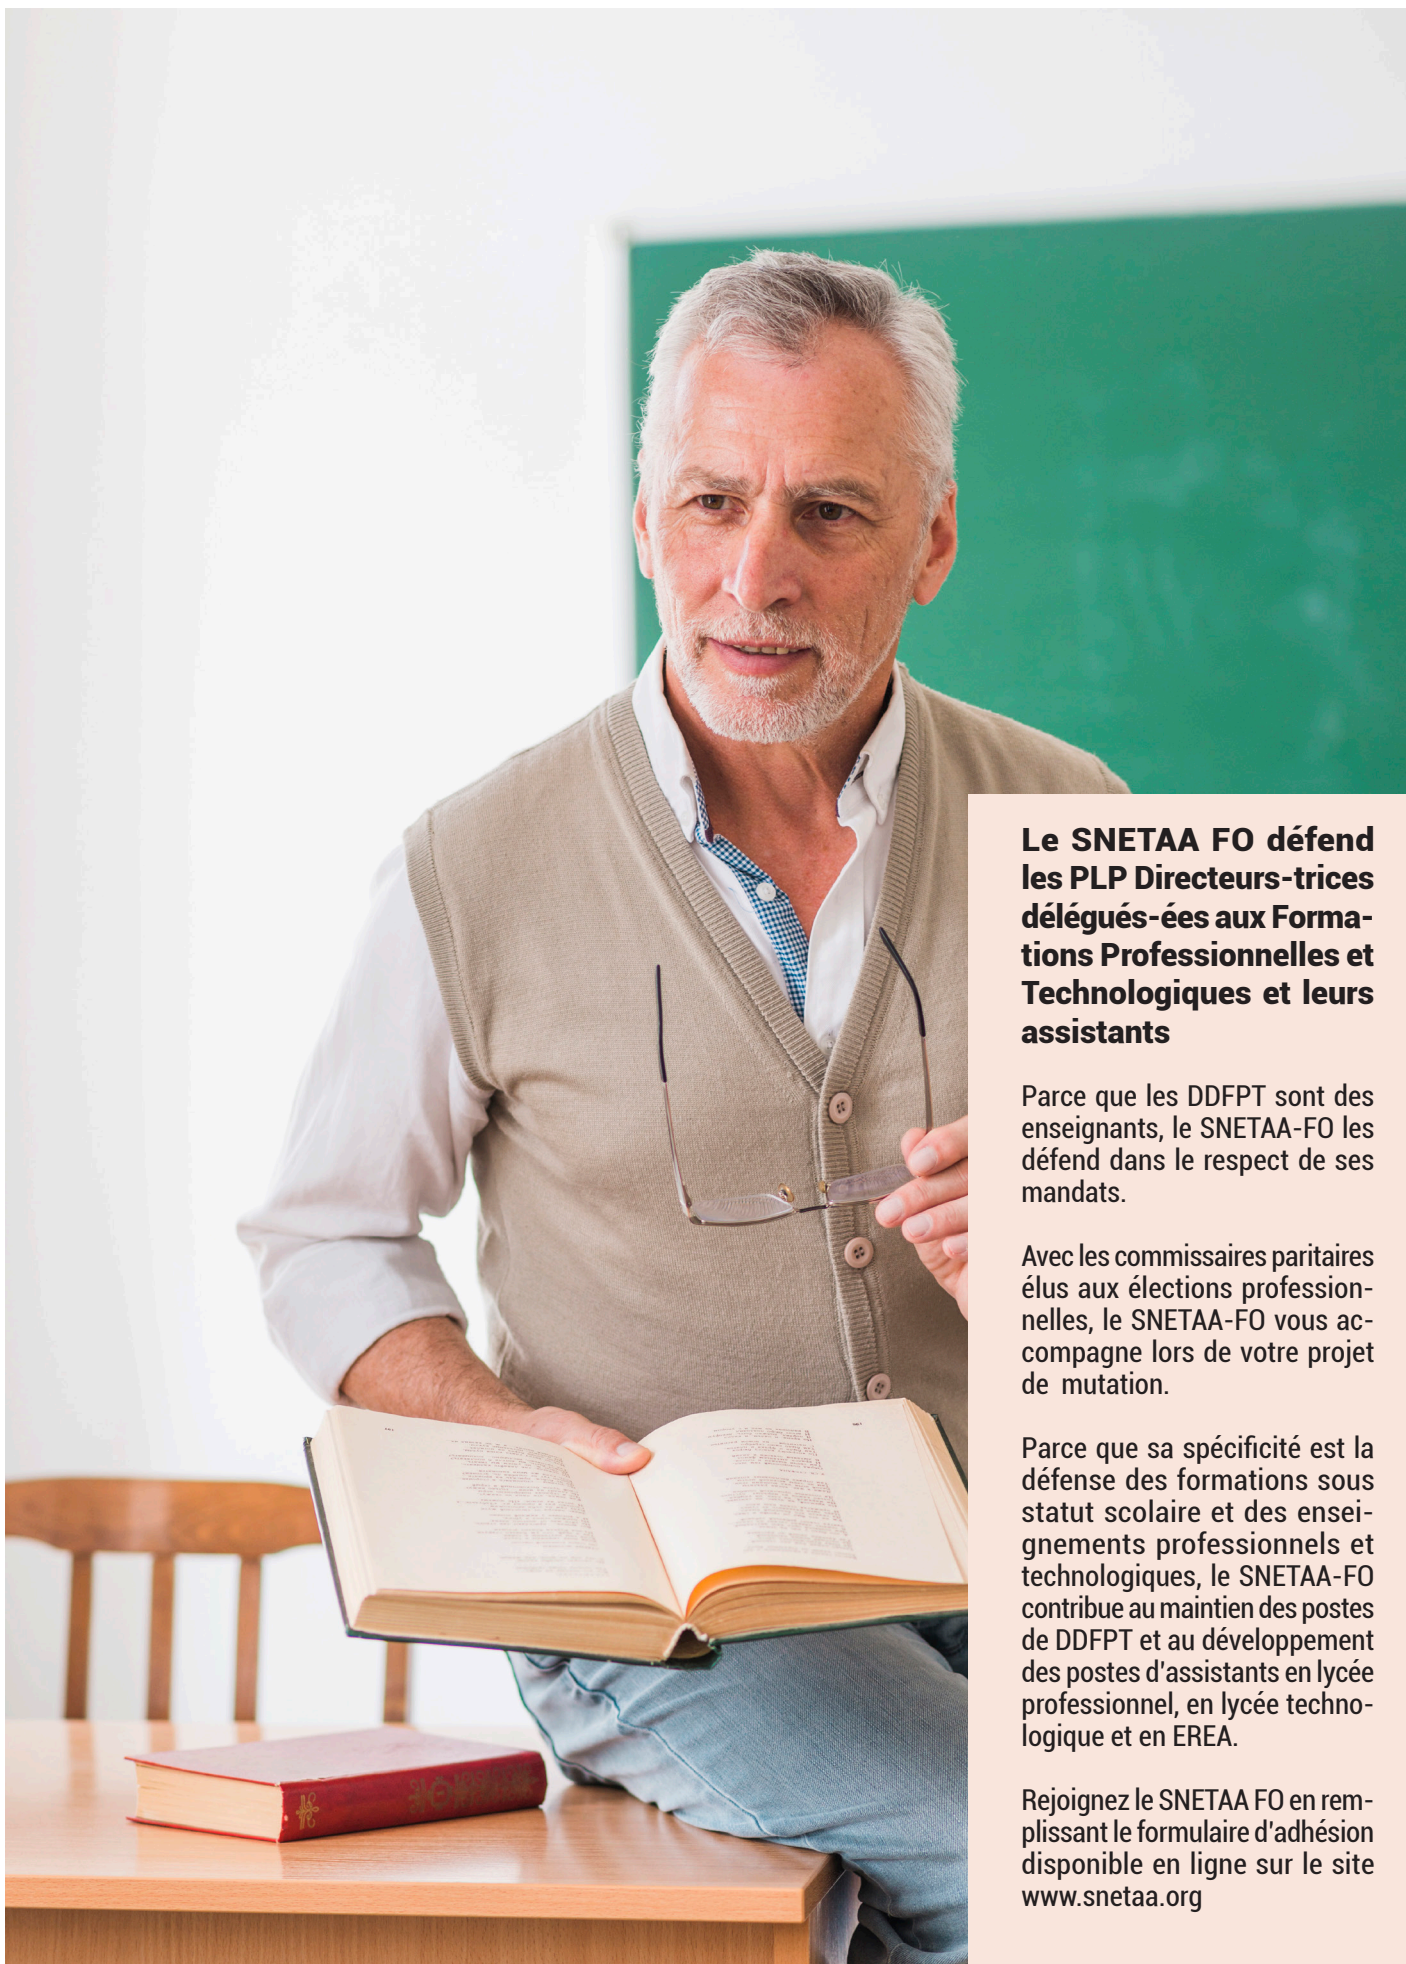 Le SNETAA FO défend
les PLP Directeurs-trices
délégués-ées aux Forma-
tions Professionnelles et
Technologiques et leurs
assistants
Parce que les DDFPT sont des
enseignants, le SNETAA-FO les
défend dans le respect de ses
mandats.
Avec les commissaires paritaires
élus aux élections profession-
nelles, le SNETAA-FO vous ac-
compagne lors de votre projet
de mutation.
Parce que sa spécificité est la
défense des formations sous
statut scolaire et des ensei-
gnements professionnels et
technologiques, le SNETAA-FO
contribue au maintien des postes
de DDFPT et au développement
des postes d'assistants en lycée
professionnel, en lycée techno-
logique et en EREA.
Rejoignez le SNETAA FO en rem-
plissant le formulaire d'adhésion
disponible en ligne sur le site
www.snetaa.org